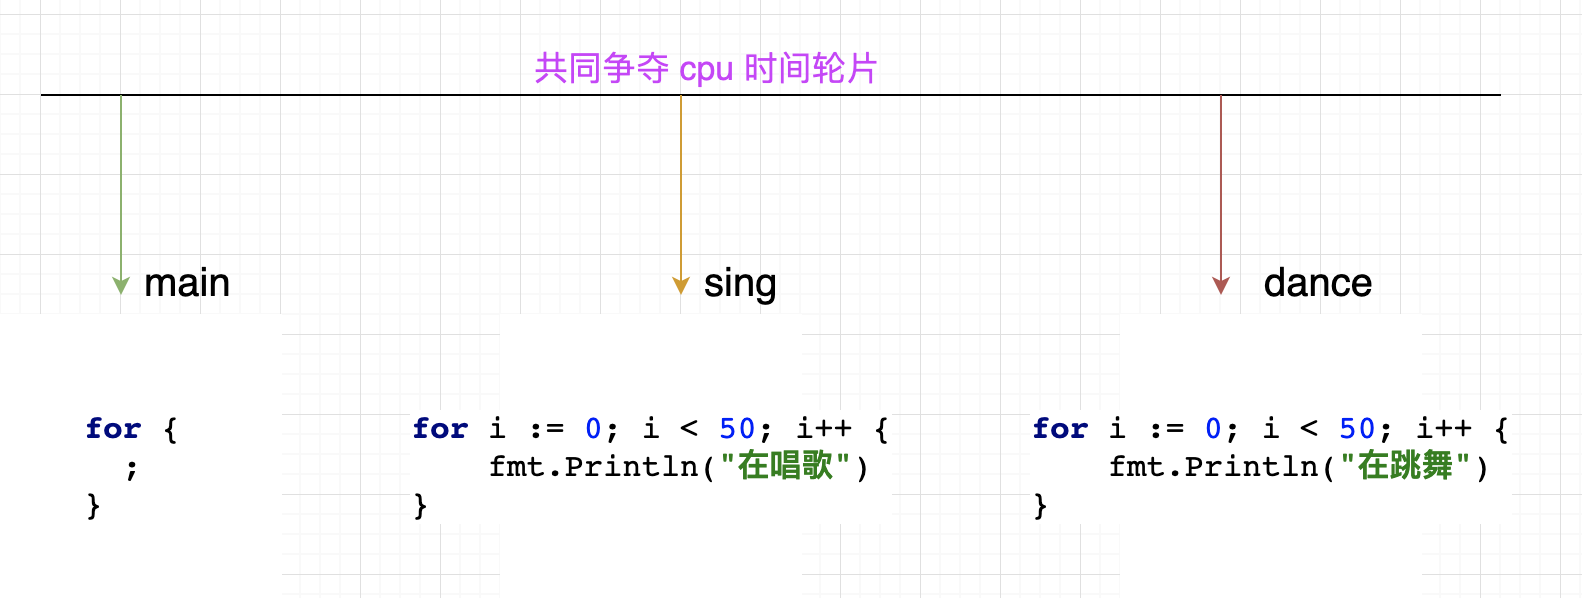 共同争夺 cpu 时间轮片
main
sing
dance
for {
;
}
for i := 0; i < 50; i++ {
fmt.Println("在唱歌")
}
for i := 0; i < 50; i++ {
fmt.Println("在跳舞")
}